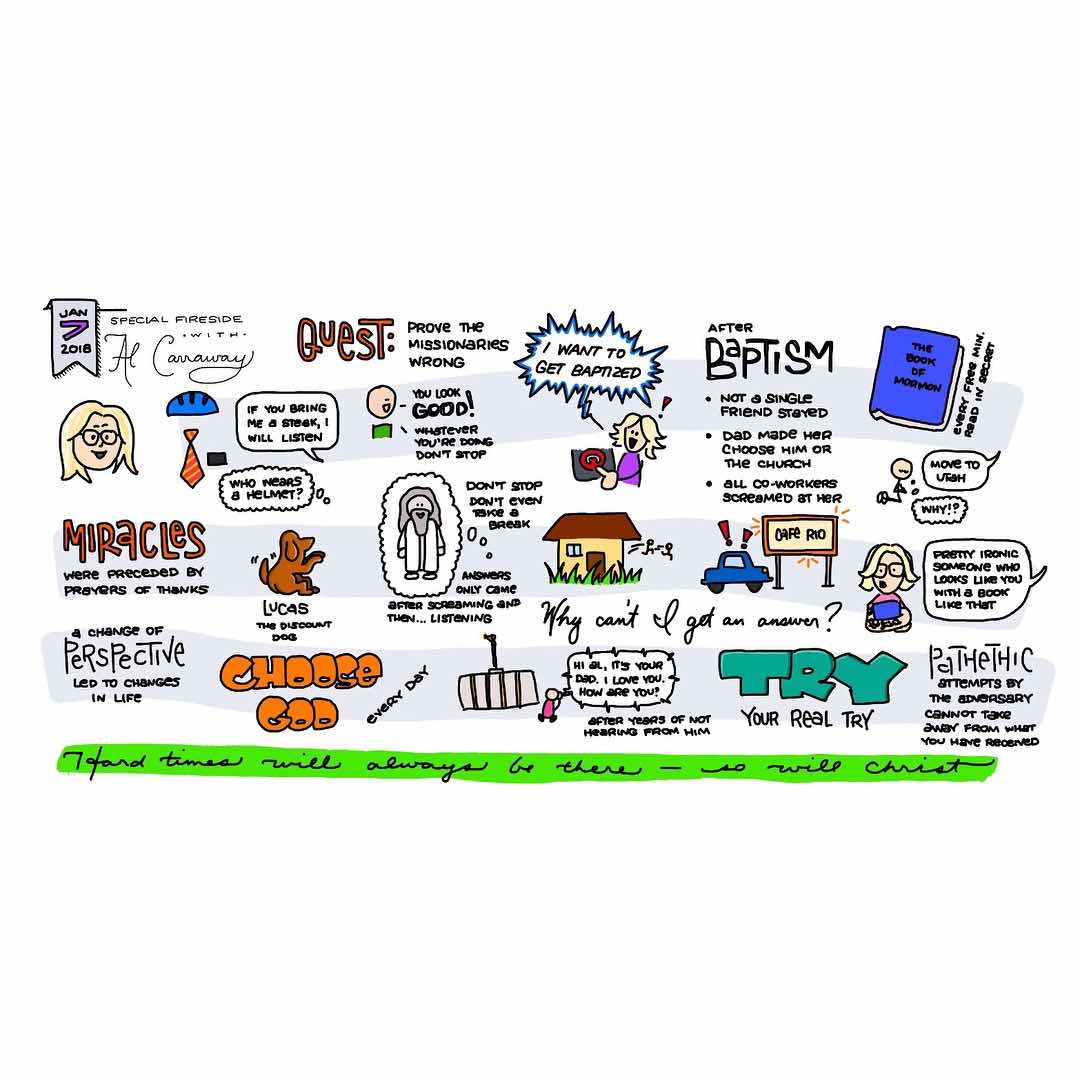 JAN
7
2018
SPECIAL FIRESIDE
·WITH·
Al Carraway
QUEST:
PROVE THE
MISSIONARIES
WRONG
I WANT TO
GET BAPTIZED
AFTER
BAPTISM
• NOT A SINGLE
FRIEND STAYED
• DAD MADE HER
CHOOSE HIM OR
THE CHURCH
• ALL CO-WORKERS
SCREAMED AT HER
THE
BOOK
OF
MORMON
EVERY FREE MIN.
READ IN SECRET
IF YOU BRING
ME A STEAK, I
WILL LISTEN
WHO WEARS
A HELMET?
YOU LOOK
GOOD!
WHATEVER
YOU'RE DOING
DON'T STOP
MOVE TO
UTAH
WHY!?
MIRACLES
WERE PRECEDED BY
PRAYERS OF THANKS
LUCAS
THE DISCOUNT
DOG
DON'T STOP
DON'T EVEN
TAKE A
BREAK
ANSWERS
ONLY CAME
AFTER SCREAMING AND
THEN... LISTENING
CAFE RIO
Why can't I get an answer?
PRETTY IRONIC
SOMEONE WHO
LOOKS LIKE YOU
WITH A BOOK
LIKE THAT
A CHANGE OF
PERSPECTIVE
LED TO CHANGES
IN LIFE
CHOOSE
GOD
EVERY DAY
HI AL, IT'S YOUR
DAD. I LOVE YOU.
HOW ARE YOU?
AFTER YEARS OF NOT
HEARING FROM HIM
TRY
YOUR REAL TRY
PATHETHIC
ATTEMPTS BY
THE ADVERSARY
CANNOT TAKE
AWAY FROM WHAT
YOU HAVE RECEIVED
Hard times will always be there — so will Christ